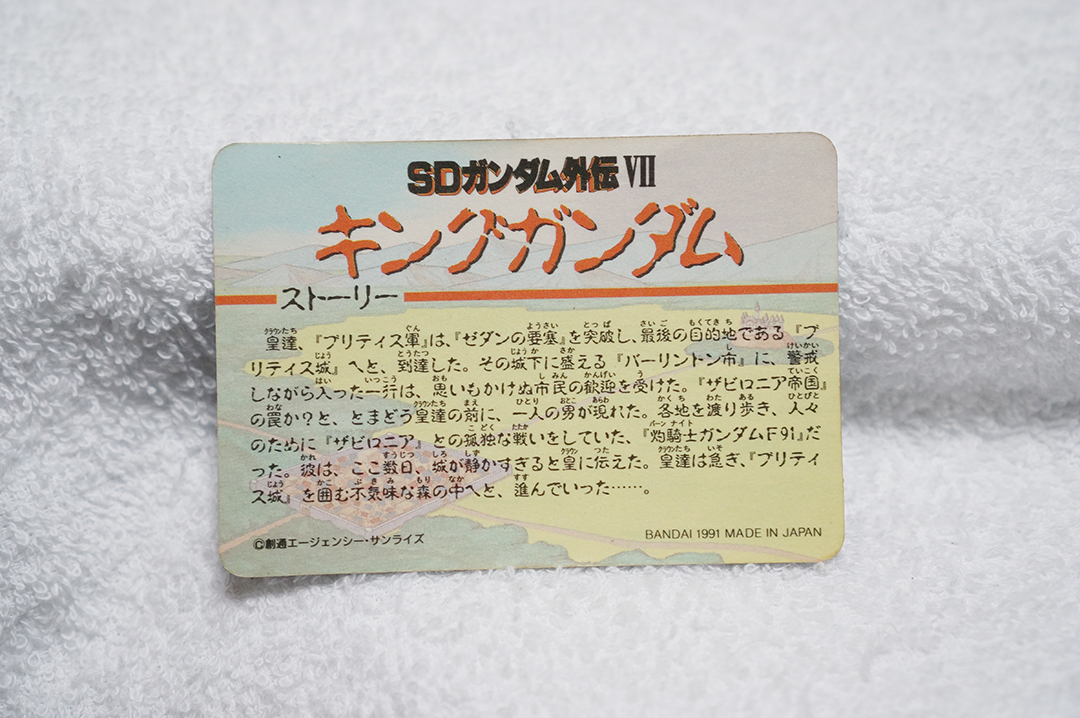 SDガンダム外伝 VII
キングガンダム
ストーリー
皇達、『ブリティス軍』は、『ゼダンの要塞』を突破し、最後の目的地である『ブ
リティス城』へと、到達した。その城下に盛える『バーリントン市』に、警戒
しながら入った一行は、思いもかけぬ市民の歓迎を受けた。『ザビロニア帝国』
の罠か?と、とまどう皇達の前に、一人の男が現れた。各地を渡り歩き、人々
のために『ザビロニア』との孤独な戦いをしていた、『灼騎士ガンダムF91』だ
った。彼は、ここ数日、城が静かすぎると皇に伝えた。皇達は急ぎ、『ブリティ
ス城』を囲む不気味な森の中へと、進んでいった……。
©創通エージェンシー・サンライズ
BANDAI 1991 MADE IN JAPAN